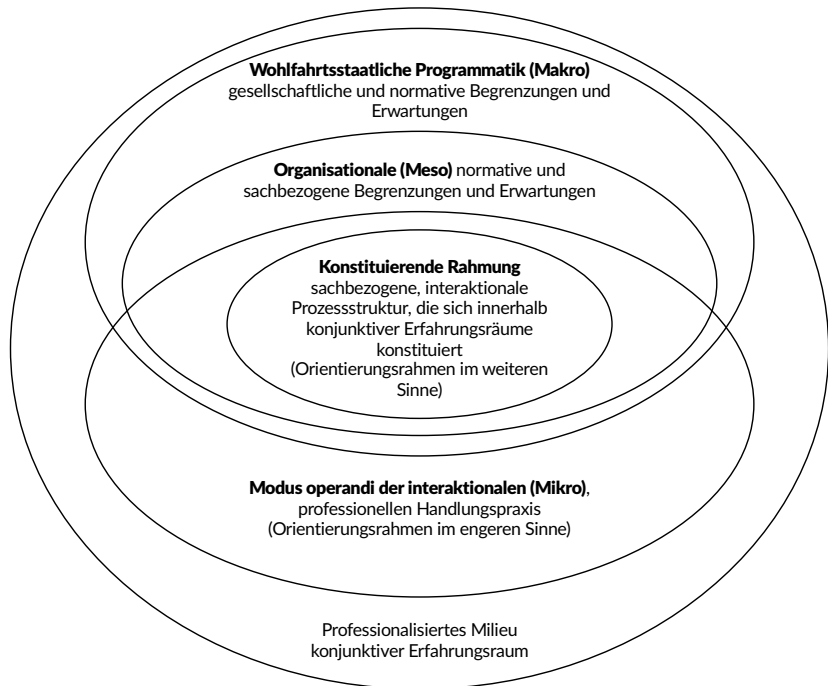 Wohlfahrtsstaatliche Programmatik (Makro)
gesellschaftliche und normative Begrenzungen und
Erwartungen
Organisationale (Meso) normative und
sachbezogene Begrenzungen und Erwartungen
Konstituierende Rahmung
sachbezogene, interaktionale
Prozessstruktur, die sich innerhalb
konjunktiver Erfahrungsräume
konstituiert
(Orientierungsrahmen im weiteren
Sinne)
Modus operandi der interaktionalen (Mikro),
professionellen Handlungspraxis
(Orientierungsrahmen im engeren Sinne)
Professionalisiertes Milieu
konjunktiver Erfahrungsraum